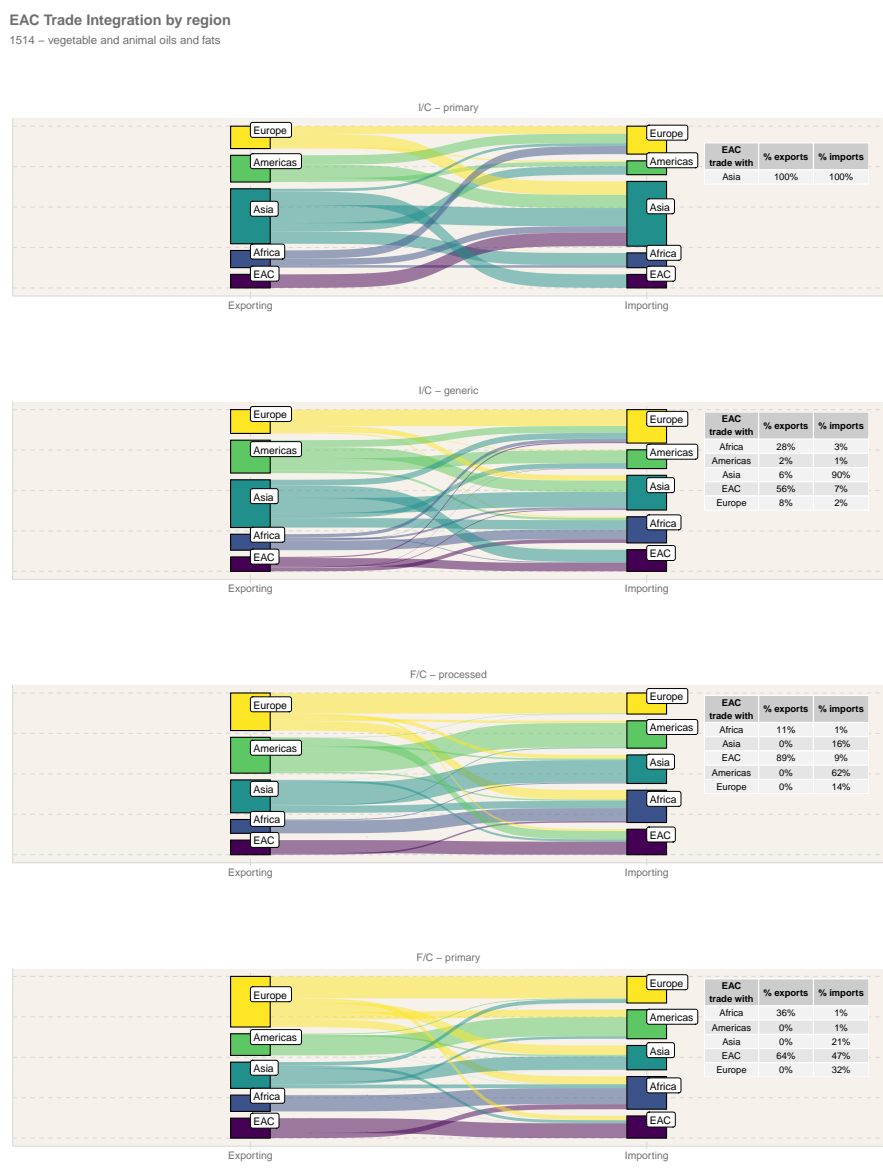 EAC Trade Integration by region
1514 – vegetable and animal oils and fats
I/C – primary
Europe
Americas
Asia
Africa
EAC
Europe
Americas
Asia
Africa
EAC
EAC trade with % exports % imports
Asia 100% 100%
Exporting Importing
I/C – generic
Europe
Americas
Asia
Africa
EAC
Europe
Americas
Asia
Africa
EAC
EAC trade with % exports % imports
Africa 28% 3%
Americas 2% 1%
Asia 6% 90%
EAC 56% 7%
Europe 8% 2%
Exporting Importing
F/C – processed
Europe
Americas
Asia
Africa
EAC
Europe
Americas
Asia
Africa
EAC
EAC trade with % exports % imports
Africa 11% 1%
Asia 0% 16%
EAC 89% 9%
Americas 0% 62%
Europe 0% 14%
Exporting Importing
F/C – primary
Europe
Americas
Asia
Africa
EAC
Europe
Americas
Asia
Africa
EAC
EAC trade with % exports % imports
Africa 36% 1%
Americas 0% 1%
Asia 0% 21%
EAC 64% 47%
Europe 0% 32%
Exporting Importing